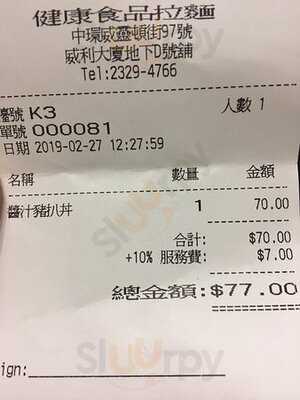 健康食品拉麵
中環威靈頓街97號
威利大廈地下D號舖
Tel:2329-4766
檯號 K3 人數 1
單號 000081
日期 2019-02-27 12:27:59
名稱 數量 金額
醬汁豬扒丼 1 70.00
合計: $70.00
+10% 服務費: $7.00
總金額: $77.00
ign:
sluurpy
sluurpy